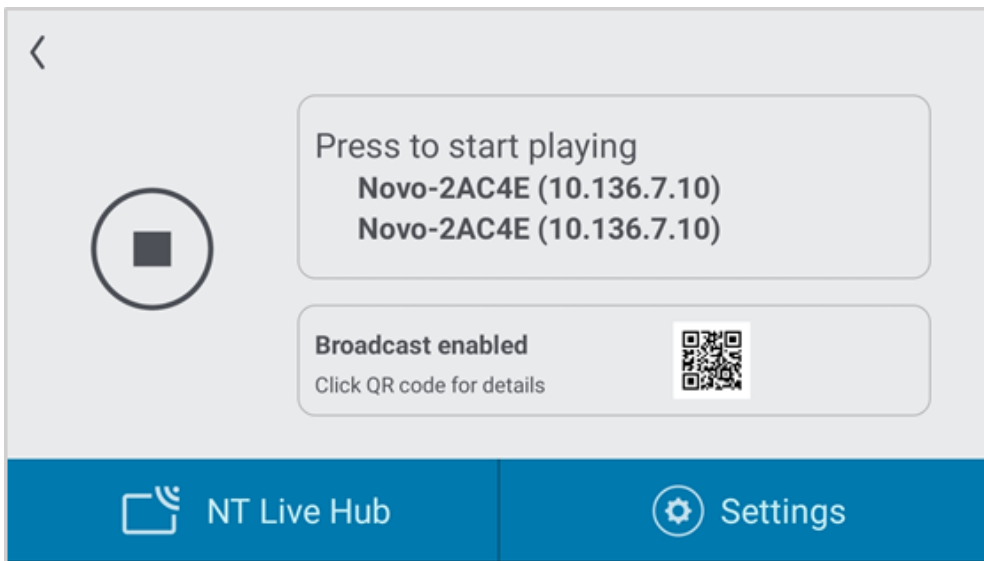 Press to start playing
Novo-2AC4E (10.136.7.10)
Novo-2AC4E (10.136.7.10)
Broadcast enabled
Click QR code for details
NT Live Hub
Settings